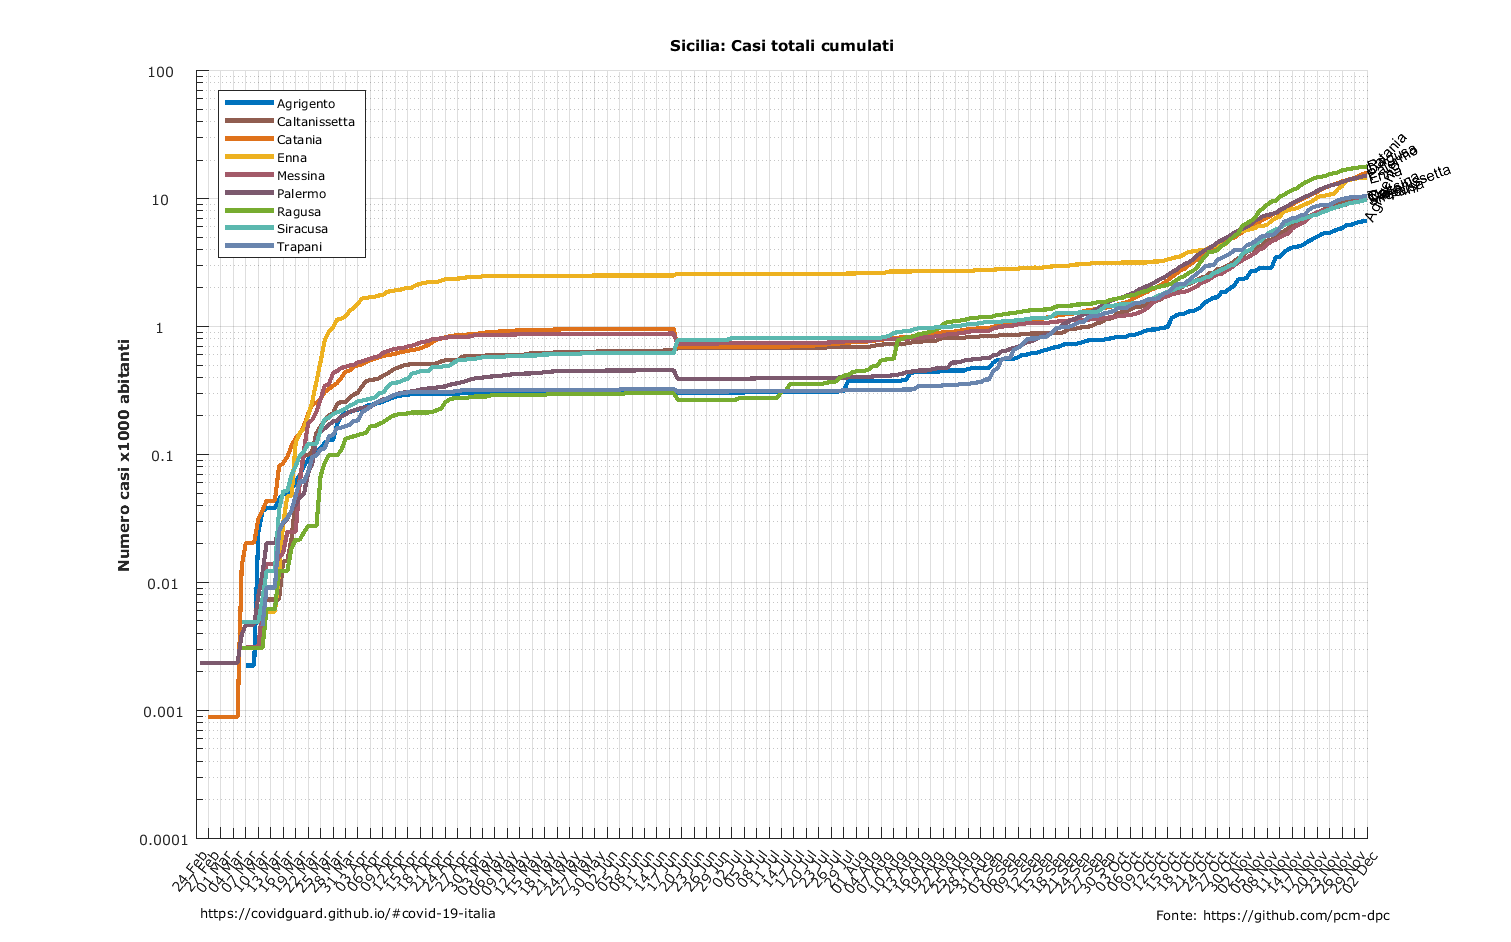 Sicilia: Casi totali cumulati
Numero casi x1000 abitanti
100
10
1
0.1
0.01
0.001
0.0001
Agrigento
Caltanissetta
Catania
Enna
Messina
Palermo
Ragusa
Siracusa
Trapani
24 Feb
27 Feb
01 Mar
04 Mar
07 Mar
10 Mar
13 Mar
16 Mar
19 Mar
22 Mar
25 Mar
28 Mar
31 Mar
03 Apr
06 Apr
09 Apr
12 Apr
15 Apr
18 Apr
21 Apr
24 Apr
27 Apr
30 Apr
03 May
06 May
09 May
12 May
15 May
18 May
21 May
24 May
27 May
30 May
02 Jun
05 Jun
08 Jun
11 Jun
14 Jun
17 Jun
20 Jun
23 Jun
26 Jun
29 Jun
02 Jul
05 Jul
08 Jul
11 Jul
14 Jul
17 Jul
20 Jul
23 Jul
26 Jul
29 Jul
01 Aug
04 Aug
07 Aug
10 Aug
13 Aug
16 Aug
19 Aug
22 Aug
25 Aug
28 Aug
31 Aug
03 Sep
06 Sep
09 Sep
12 Sep
15 Sep
18 Sep
21 Sep
24 Sep
27 Sep
30 Sep
03 Oct
06 Oct
09 Oct
12 Oct
15 Oct
18 Oct
21 Oct
24 Oct
27 Oct
30 Oct
02 Nov
05 Nov
08 Nov
11 Nov
14 Nov
17 Nov
20 Nov
23 Nov
26 Nov
29 Nov
02 Dec
https://covidguard.github.io/#covid-19-italia
Fonte: https://github.com/pcm-dpc